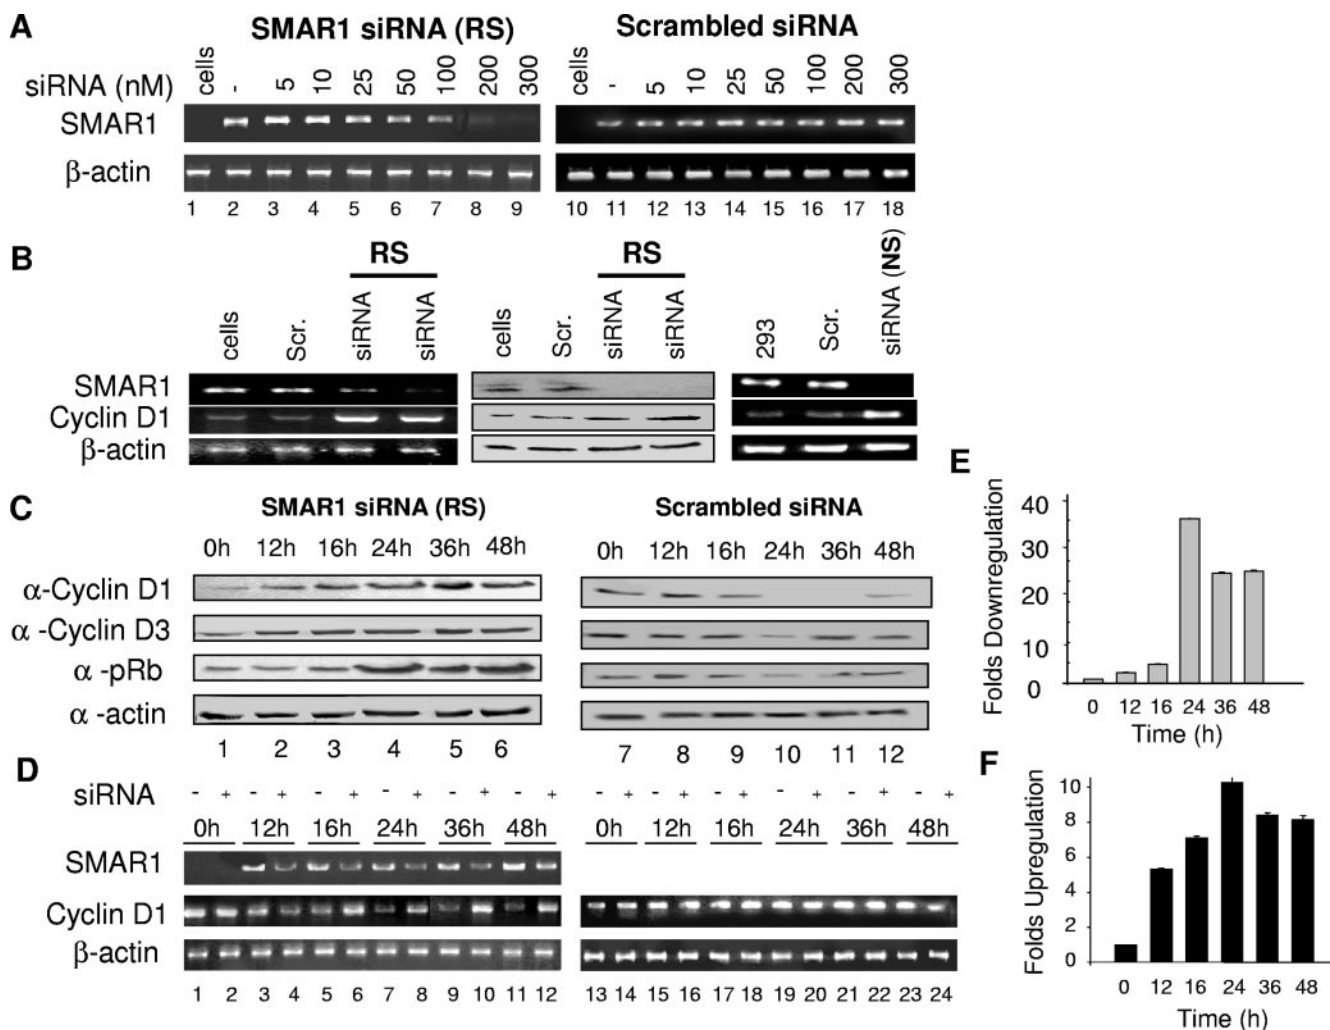 A
SMAR1 siRNA (RS)
Scrambled siRNA
siRNA (nM) cells - 5 10 25 50 100 200 300 cells - 5 10 25 50 100 200 300
SMAR1
β-actin
1 2 3 4 5 6 7 8 9 10 11 12 13 14 15 16 17 18
B
RS RS
cells Scr. siRNA siRNA cells Scr. siRNA siRNA 293 Scr. siRNA (NS)
SMAR1
Cyclin D1
β-actin
C
SMAR1 siRNA (RS)
Scrambled siRNA
0h 12h 16h 24h 36h 48h 0h 12h 16h 24h 36h 48h
α-Cyclin D1
α -Cyclin D3
α -pRb
α -actin
1 2 3 4 5 6 7 8 9 10 11 12
D
siRNA - + - + - + - + - + - + - + - + - + - + - + - +
0h 12h 16h 24h 36h 48h 0h 12h 16h 24h 36h 48h
SMAR1
Cyclin D1
β-actin
1 2 3 4 5 6 7 8 9 10 11 12 13 14 15 16 17 18 19 20 21 22 23 24
E
Folds Downregulation
40
30
20
10
0
0 12 16 24 36 48
Time (h)
F
Folds Upregulation
10
8
6
4
2
0
0 12 16 24 36 48
Time (h)